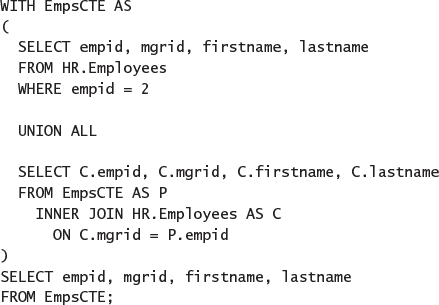 WITH EmpsCTE AS
(
  SELECT empid, mgrid, firstname, lastname
  FROM HR.Employees
  WHERE empid = 2

  UNION ALL

  SELECT C.empid, C.mgrid, C.firstname, C.lastname
  FROM EmpsCTE AS P
    INNER JOIN HR.Employees AS C
      ON C.mgrid = P.empid
)
SELECT empid, mgrid, firstname, lastname
FROM EmpsCTE;